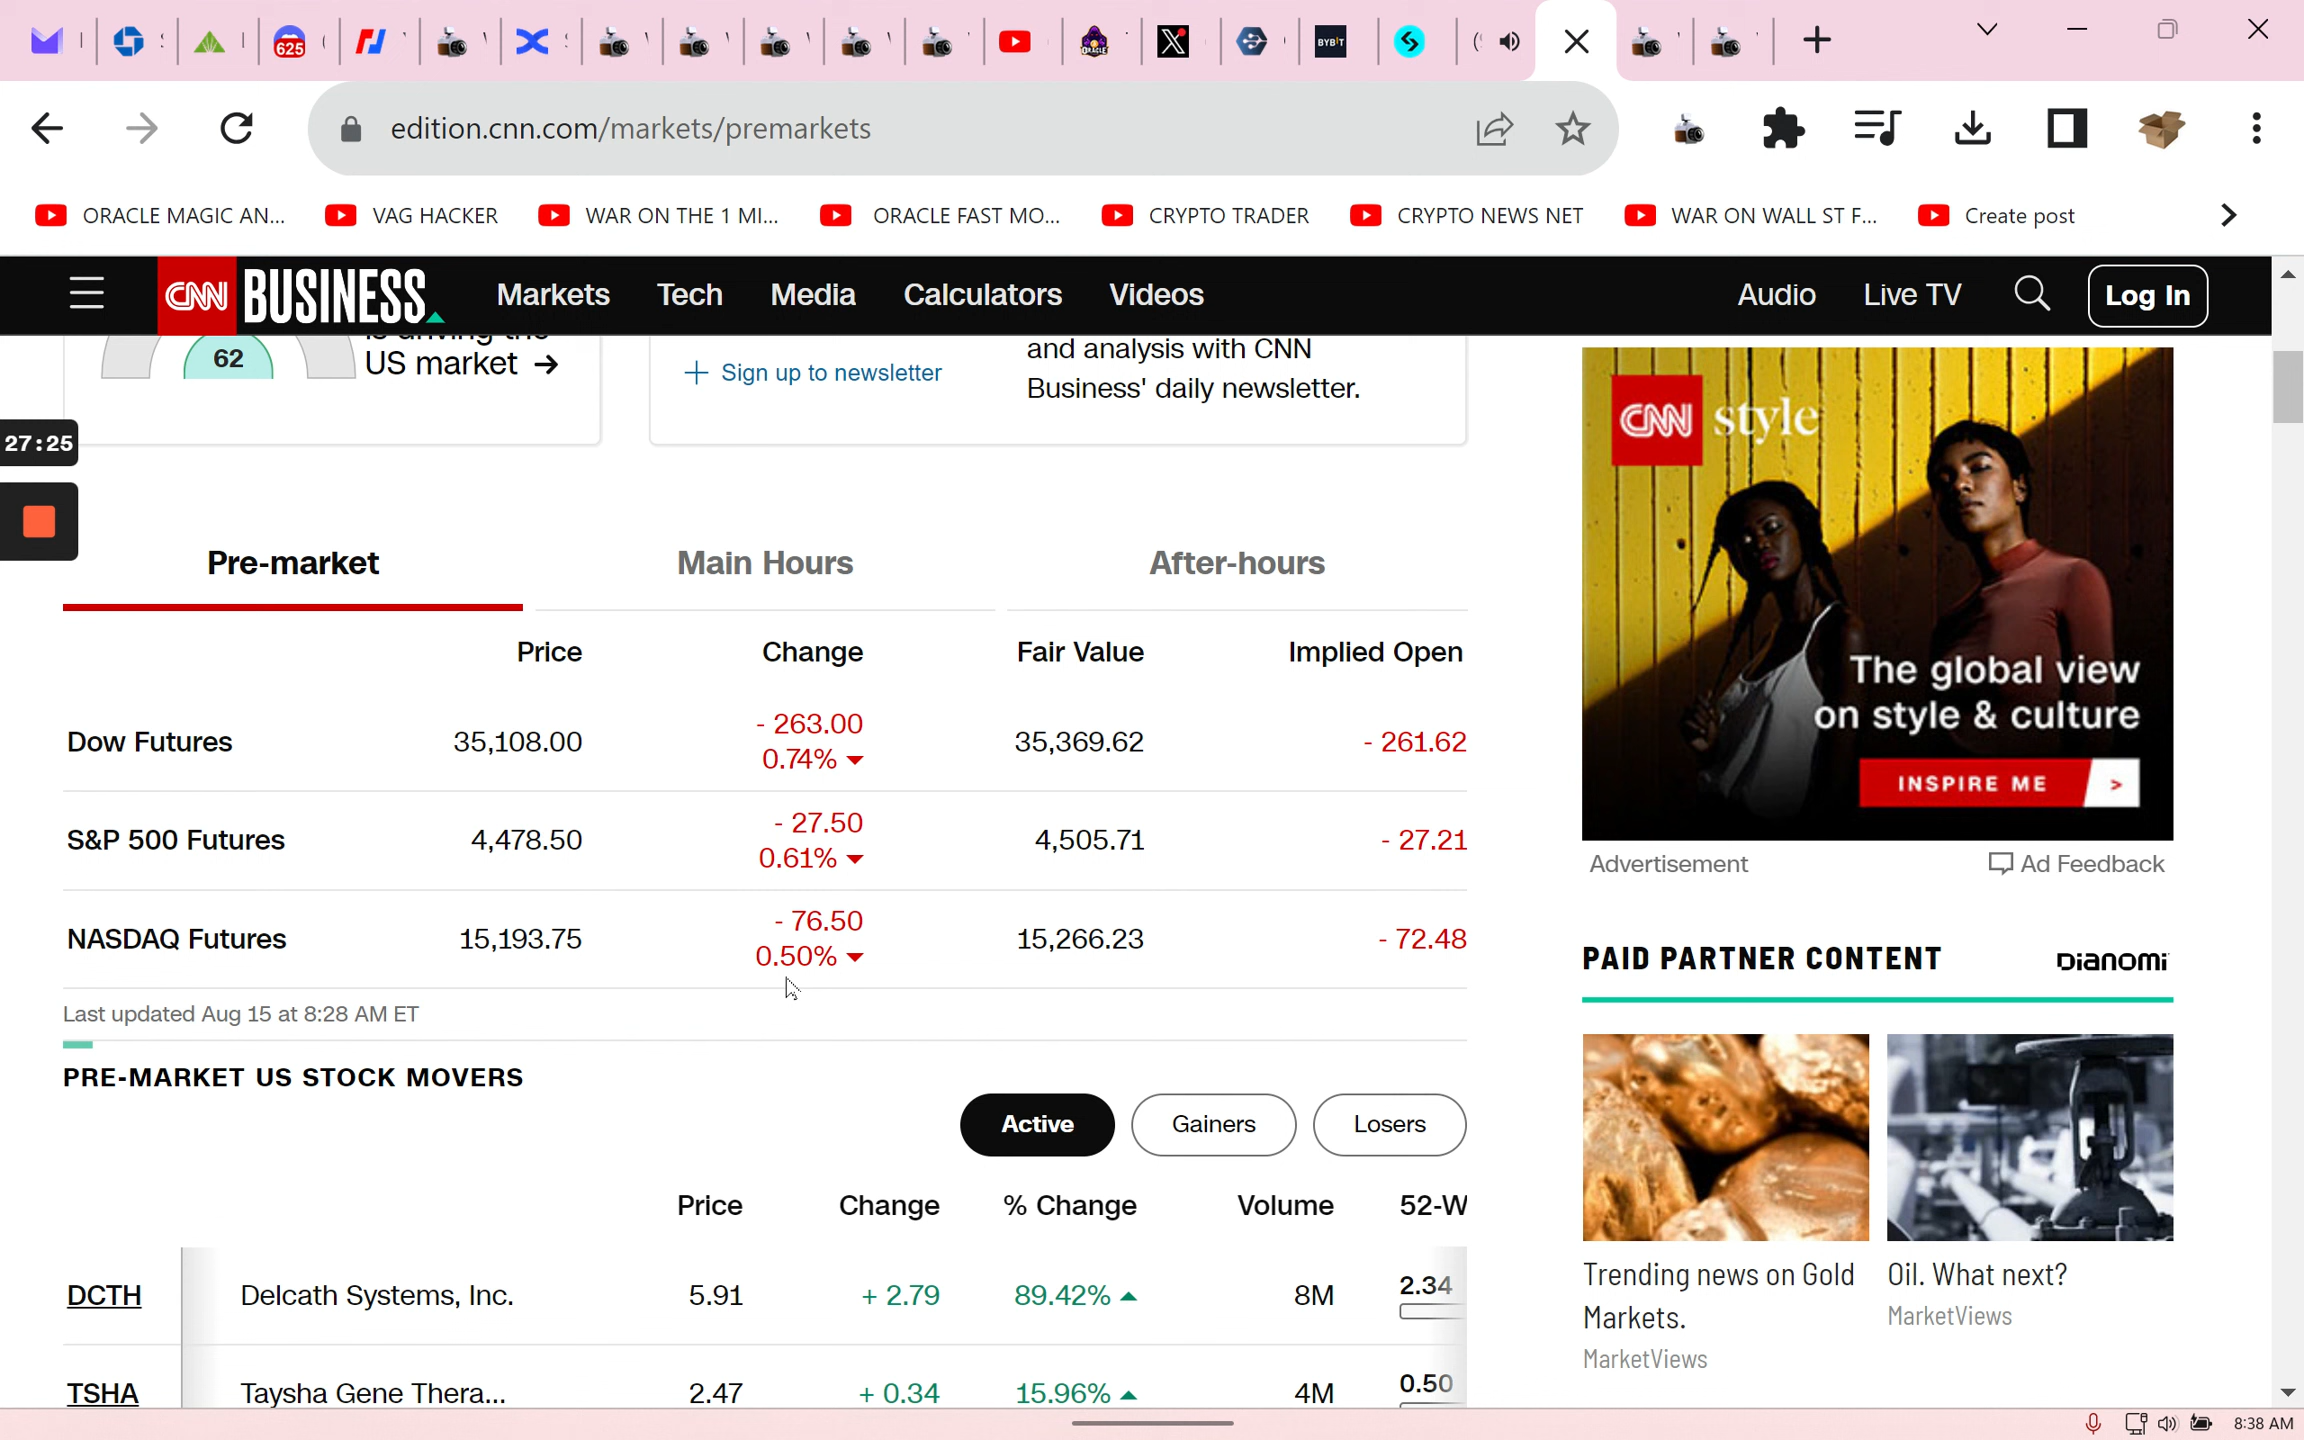 625
BYBIT
edition.cnn.com/markets/premarkets
ORACLE MAGIC AN...
VAG HACKER
WAR ON THE 1 MI...
ORACLE FAST MO...
CRYPTO TRADER
CRYPTO NEWS NET
WAR ON WALL ST F...
Create post
CNN BUSINESS
Markets
Tech
Media
Calculators
Videos
Audio
Live TV
Log In
62
US market →
+ Sign up to newsletter
and analysis with CNN
Business' daily newsletter.
27:25
Pre-market
Main Hours
After-hours
Price Change Fair Value Implied Open
Dow Futures 35,108.00 - 263.00 0.74% 35,369.62 - 261.62
S&P 500 Futures 4,478.50 - 27.50 0.61% 4,505.71 - 27.21
NASDAQ Futures 15,193.75 - 76.50 0.50% 15,266.23 - 72.48
Last updated Aug 15 at 8:28 AM ET
PRE-MARKET US STOCK MOVERS
Active
Gainers
Losers
Price Change % Change Volume 52-W
DCTH Delcath Systems, Inc. 5.91 + 2.79 89.42% 8M 2.34
TSHA Taysha Gene Thera... 2.47 + 0.34 15.96% 4M 0.50
CNN style
The global view
on style & culture
INSPIRE ME >
Advertisement
Ad Feedback
PAID PARTNER CONTENT
DIANOMI
Trending news on Gold
Markets.
MarketViews
Oil. What next?
MarketViews
8:38 AM